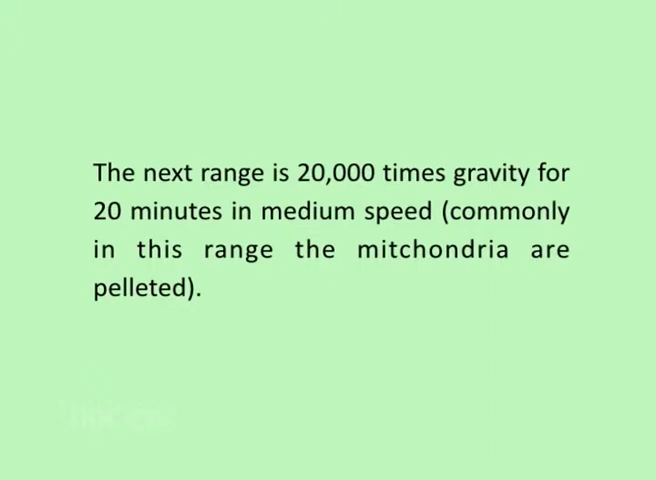 The next range is 20,000 times gravity for
20 minutes in medium speed (commonly
in this range the mitchondria are
pelleted).